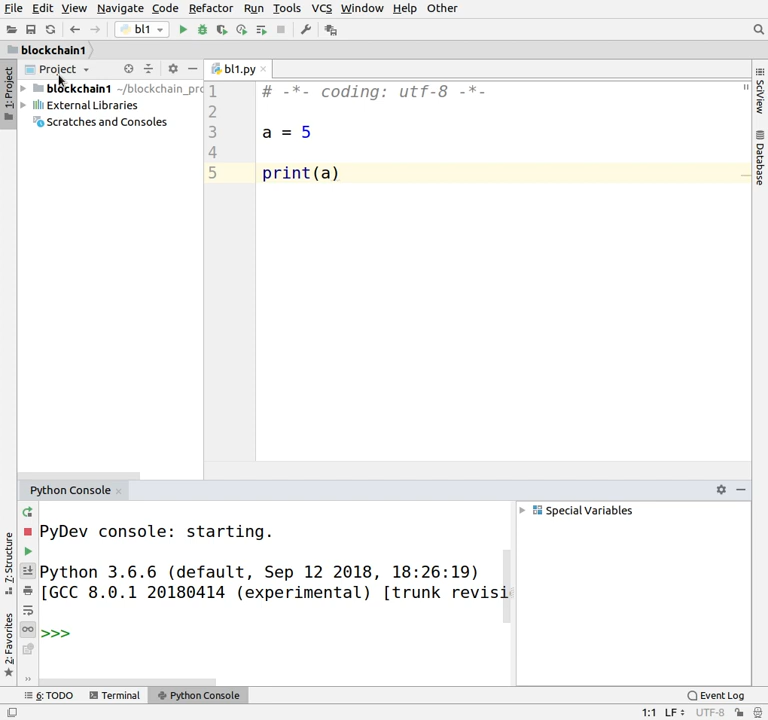 File Edit View Navigate Code Refactor Run Tools VCS Window Help Other
bl1
blockchain1
1: Project
Project
bl1.py
SciView
blockchain1 ~/blockchain_pro
External Libraries
Scratches and Consoles
1 # -*- coding: utf-8 -*-
2
3 a = 5
4
5 print(a)
Database
Python Console
Special Variables
PyDev console: starting.
Python 3.6.6 (default, Sep 12 2018, 18:26:19)
[GCC 8.0.1 20180414 (experimental) [trunk revisi
>>>
7: Structure
2: Favorites
6: TODO Terminal Python Console Event Log
1:1 LF UTF-8